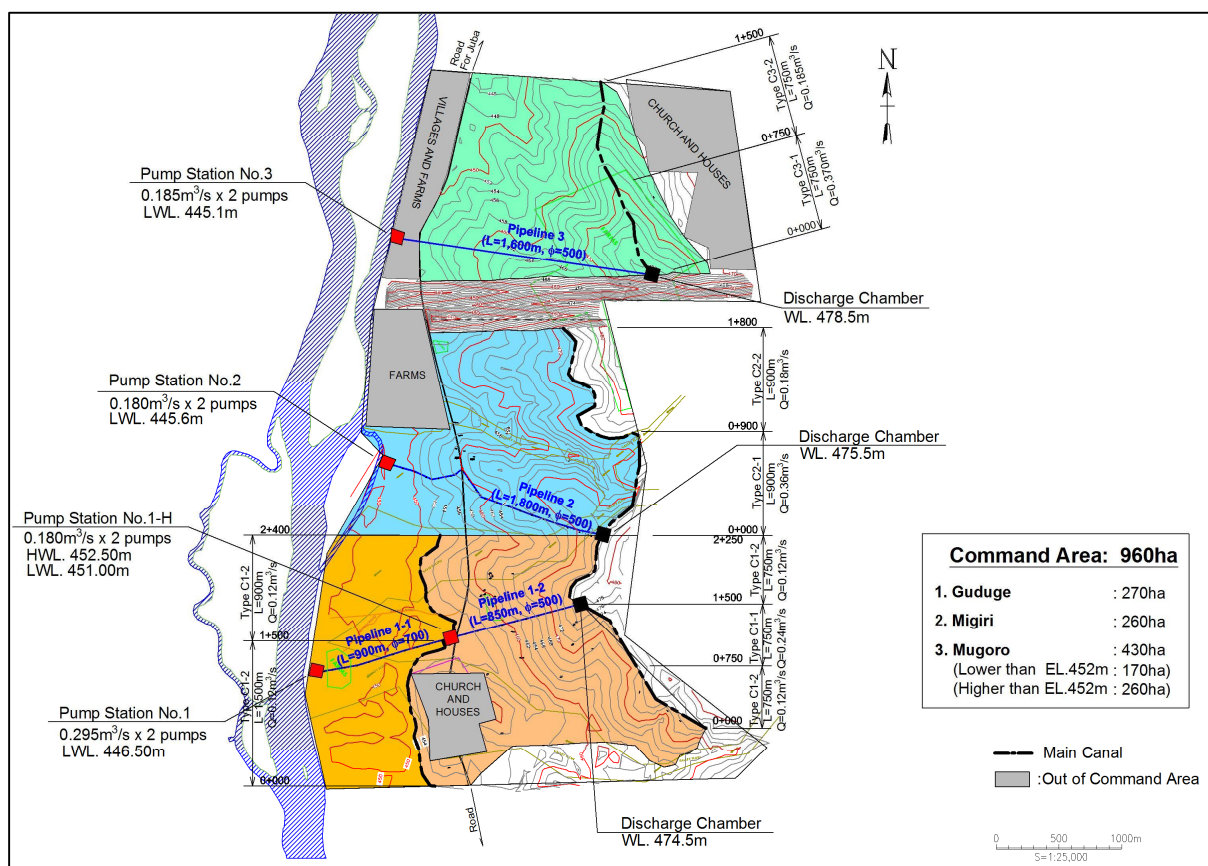 1+500
Road
For Juba
N
Type C3-2
L=750m
Q=0.185m³/s
VILLAGES AND FARMS
CHURCH AND HOUSES
0+750
Type C3-1
L=750m
Q=0.370m³/s
Pump Station No.3
0.185m³/s x 2 pumps
LWL. 445.1m
0+000
Pipeline 3
(L=1,600m, φ=500)
Discharge Chamber
WL. 478.5m
1+800
FARMS
Type C2-2
L=900m
Q=0.18m³/s
Pump Station No.2
0.180m³/s x 2 pumps
LWL. 445.6m
0+900
Discharge Chamber
WL. 475.5m
Type C2-1
L=900m
Q=0.36m³/s
Pipeline 2
(L=1,800m, φ=500)
Pump Station No.1-H
0.180m³/s x 2 pumps
HWL. 452.50m
LWL. 451.00m
0+000
2+400
2+250
Type C1-2
L=900m
Q=0.12m³/s
Type C1-2
L=750m
Q=0.12m³/s
Pipeline 1-2
(L=850m, φ=500)
1+500
Pipeline 1-1
(L=900m, φ=700)
1+500
Type C1-1
L=750m
Q=0.24m³/s
0+750
Type C1-2
L=1,500m
CHURCH
AND
HOUSES
Type C1-2
L=750m
Q=0.12m³/s
Pump Station No.1
0.295m³/s x 2 pumps
LWL. 446.50m
0+000
0+000
Road
Discharge Chamber
WL. 474.5m
Command Area: 960ha
1. Guduge : 270ha
2. Migiri : 260ha
3. Mugoro : 430ha
(Lower than EL.452m : 170ha)
(Higher than EL.452m : 260ha)
Main Canal
:Out of Command Area
0 500 1000m
S=1:25,000